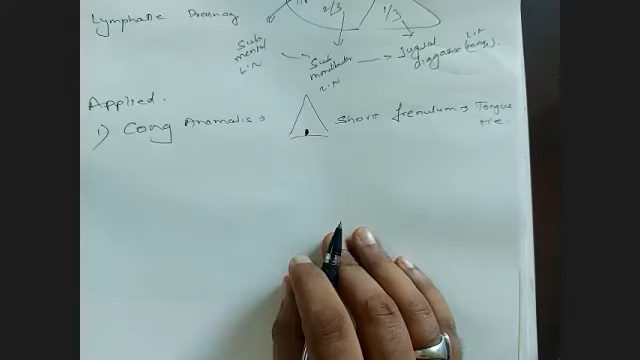 Lymphatic Drainag
2/3
1/3
Sub
mental
L.N
Sub
mandibular
L.N
Jugulo
digastric
L.N
Applied.
1) Cong Anomalis → Short frenulum → Tongue
tie.